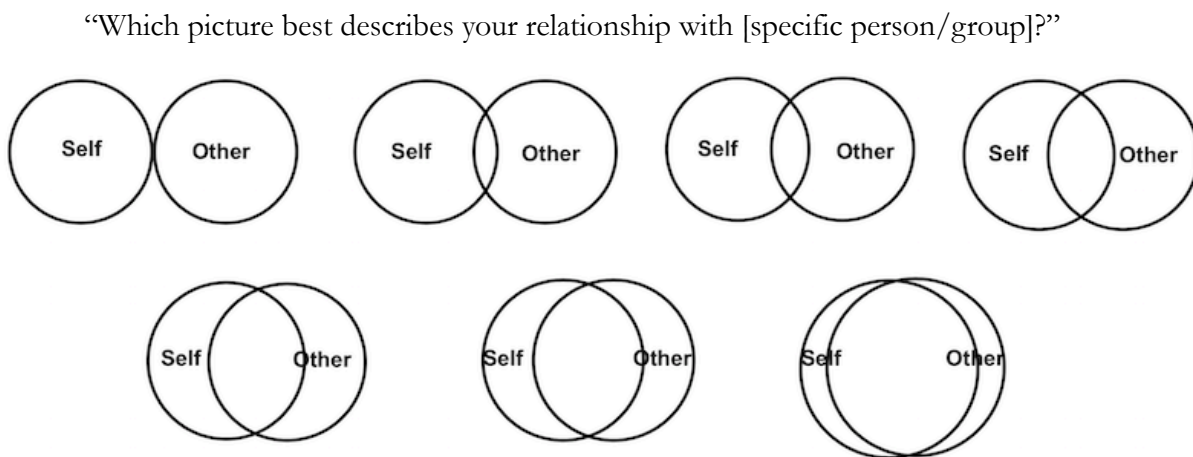 “Which picture best describes your relationship with [specific person/group]?”
Self Other Self Other Self Other Self Other
Self Other Self Other Self Other